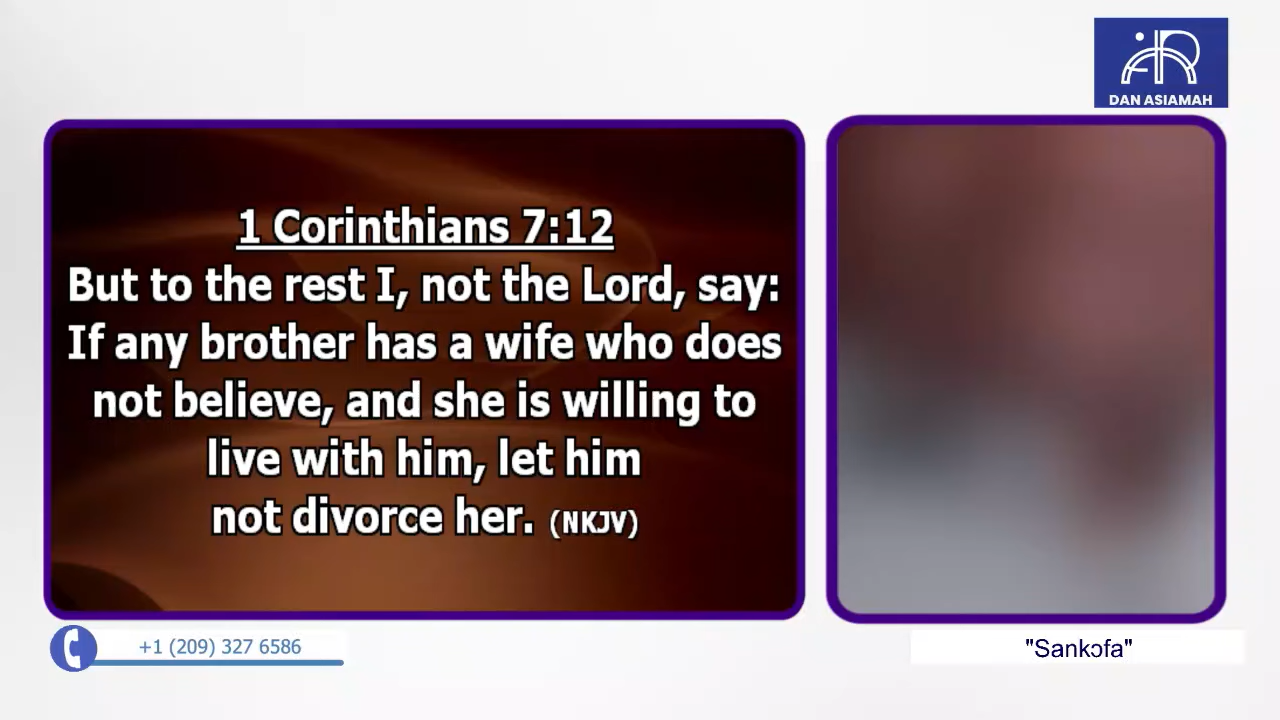 DAN ASIAMAH
1 Corinthians 7:12
But to the rest I, not the Lord, say:
If any brother has a wife who does
not believe, and she is willing to
live with him, let him
not divorce her. (NKJV)
+1 (209) 327 6586
"Sankɔfa"